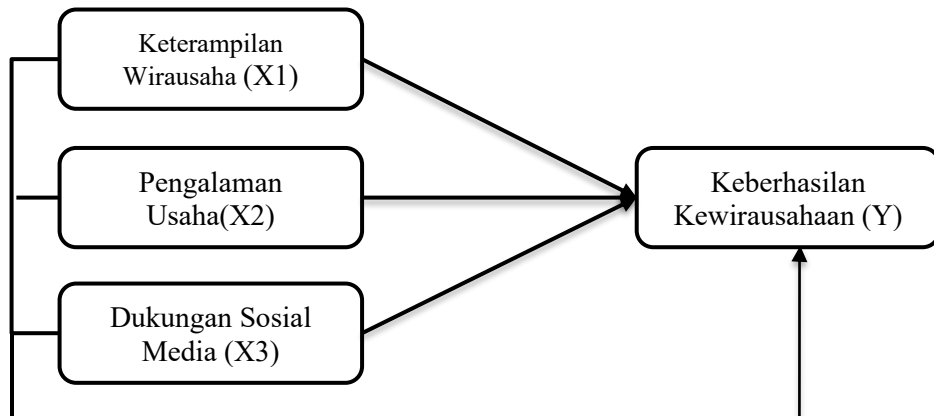 Keterampilan
Wirausaha (X1)
Pengalaman
Usaha(X2)
Keberhasilan
Kewirausahaan (Y)
Dukungan Sosial
Media (X3)